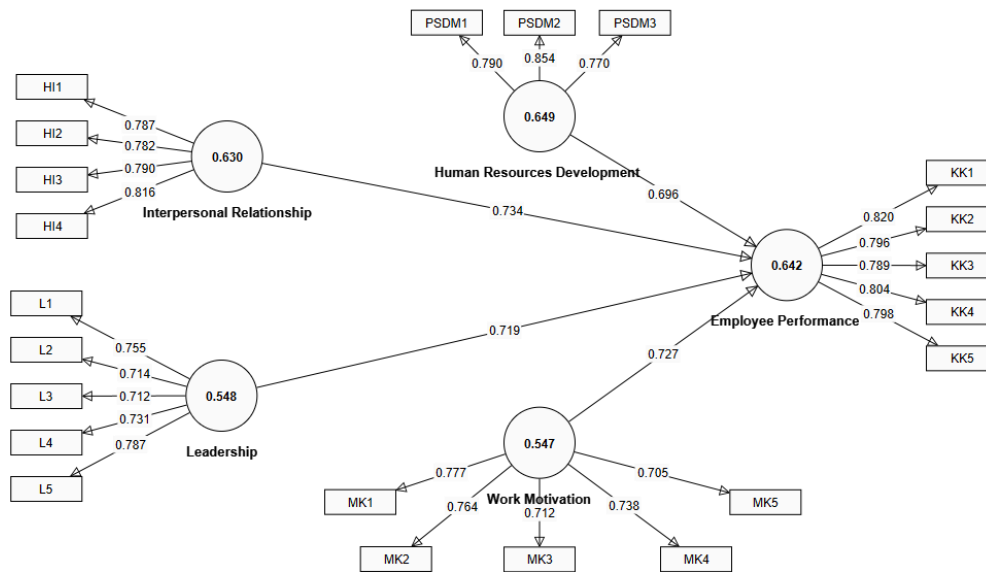 PSDM1
PSDM2
PSDM3
0.790
0.854
0.770
0.649
Human Resources Development
HI1
HI2
HI3
HI4
0.787
0.782
0.790
0.816
0.630
Interpersonal Relationship
0.734
0.696
KK1
KK2
KK3
KK4
KK5
0.820
0.796
0.789
0.804
0.798
0.642
Employee Performance
L1
L2
L3
L4
L5
0.755
0.714
0.712
0.731
0.787
0.548
Leadership
0.719
0.727
0.547
Work Motivation
0.777
0.764
0.712
0.738
0.705
MK1
MK2
MK3
MK4
MK5